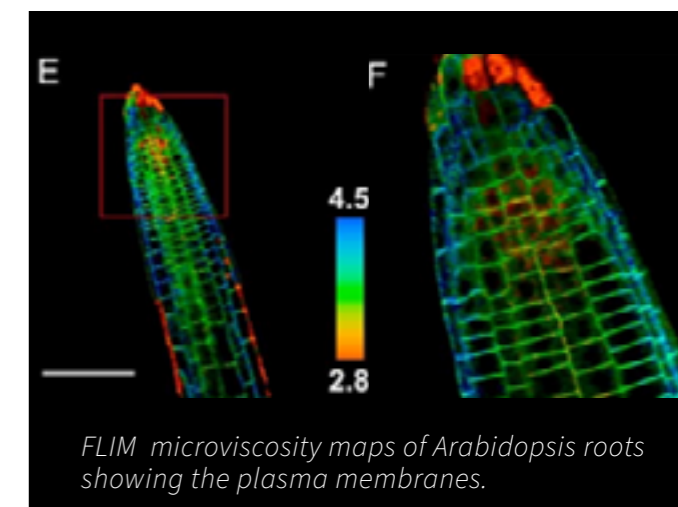 E
F
4.5
2.8
FLIM microviscosity maps of Arabidopsis roots
showing the plasma membranes.